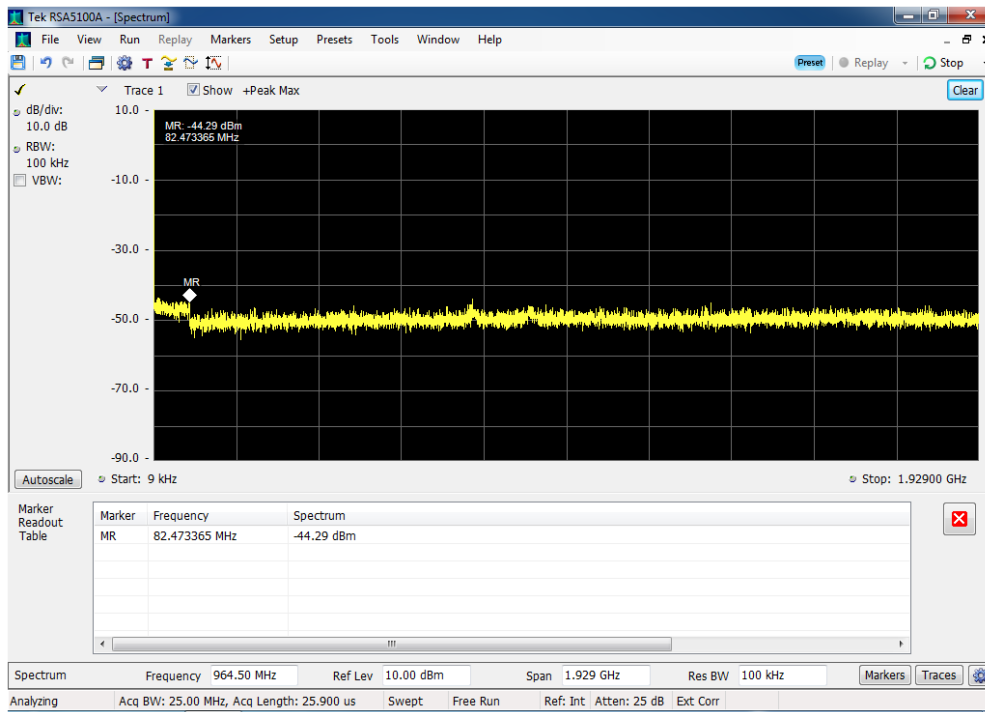 Tek RSA5100A - [Spectrum]
File View Run Replay Markers Setup Presets Tools Window Help
T Preset Replay Stop
Trace 1 Show +Peak Max Clear
dB/div:
10.0 dB
RBW:
100 kHz
VBW:
10.0 -
-10.0 -
-30.0 -
-50.0 -
-70.0 -
-90.0 -
MR: -44.29 dBm
82.473365 MHz
MR
Autoscale Start: 9 kHz Stop: 1.92900 GHz
Marker
Readout
Table
Marker Frequency Spectrum
MR 82.473365 MHz -44.29 dBm
Spectrum Frequency 964.50 MHz Ref Lev 10.00 dBm Span 1.929 GHz Res BW 100 kHz Markers Traces
Analyzing Acq BW: 25.00 MHz, Acq Length: 25.900 us Swept Free Run Ref: Int Atten: 25 dB Ext Corr